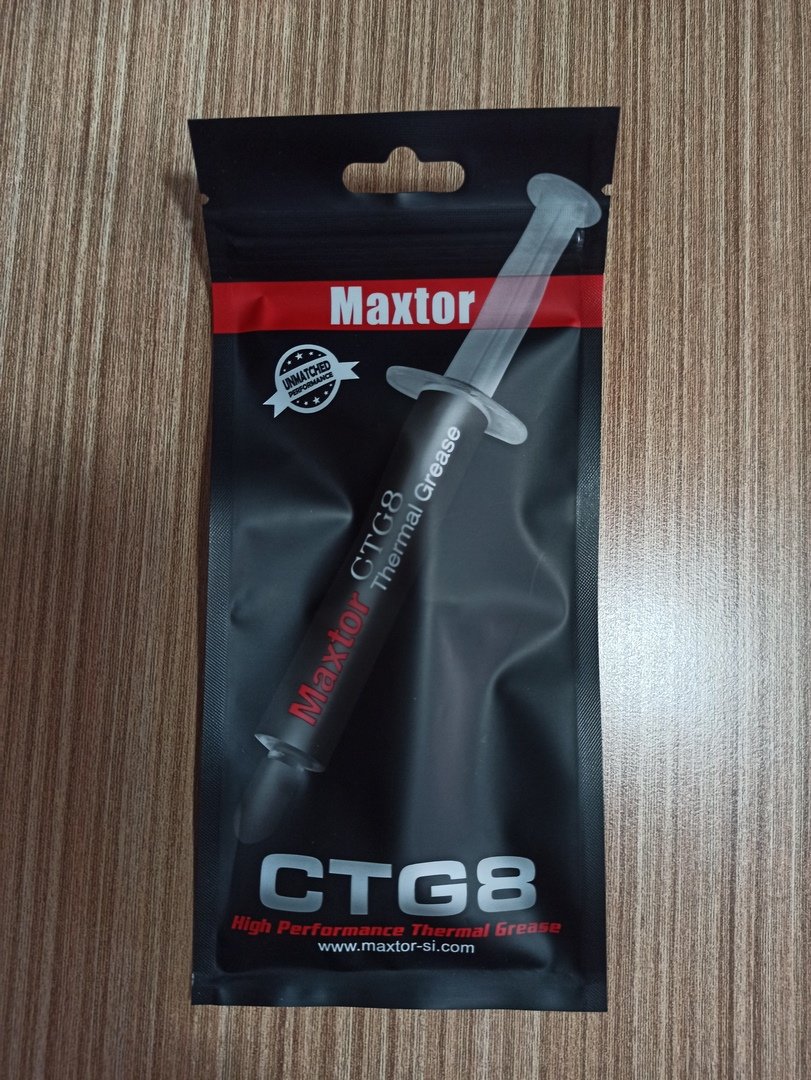 Maxtor
UNMATCHED
PERFORMANCE
Maxtor CTG8
Thermal Grease
CTG8
High Performance Thermal Grease
www.maxtor-si.com